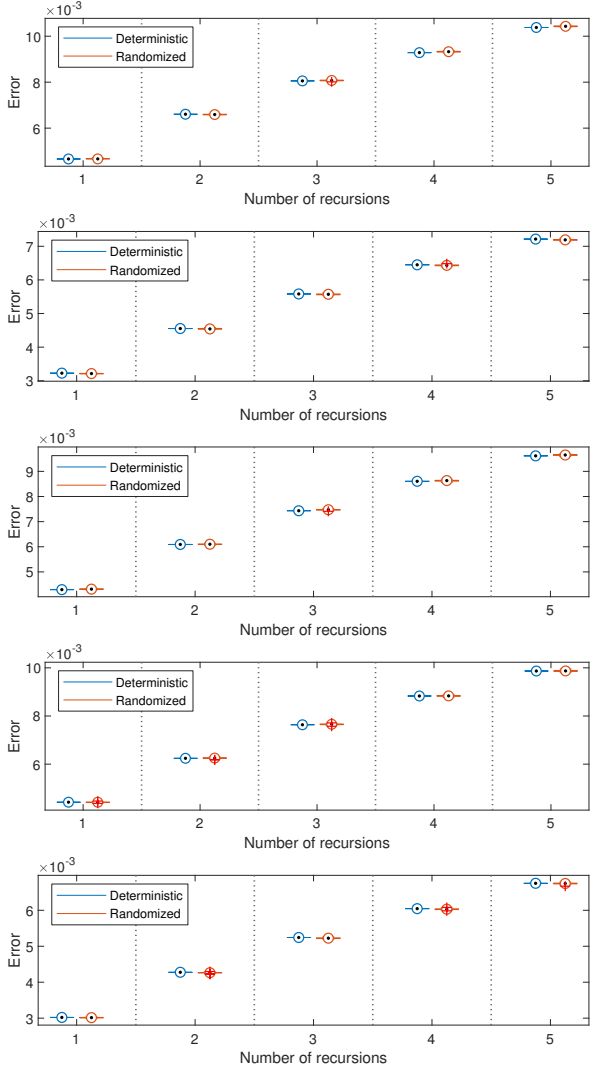 ×10⁻³
10
8
6
Error
Deterministic
Randomized
1 2 3 4 5
Number of recursions
×10⁻³
7
6
5
4
3
Error
Deterministic
Randomized
1 2 3 4 5
Number of recursions
×10⁻³
9
8
7
6
5
Error
Deterministic
Randomized
1 2 3 4 5
Number of recursions
×10⁻³
10
8
6
Error
Deterministic
Randomized
1 2 3 4 5
Number of recursions
×10⁻³
6
5
4
3
Error
Deterministic
Randomized
1 2 3 4 5
Number of recursions